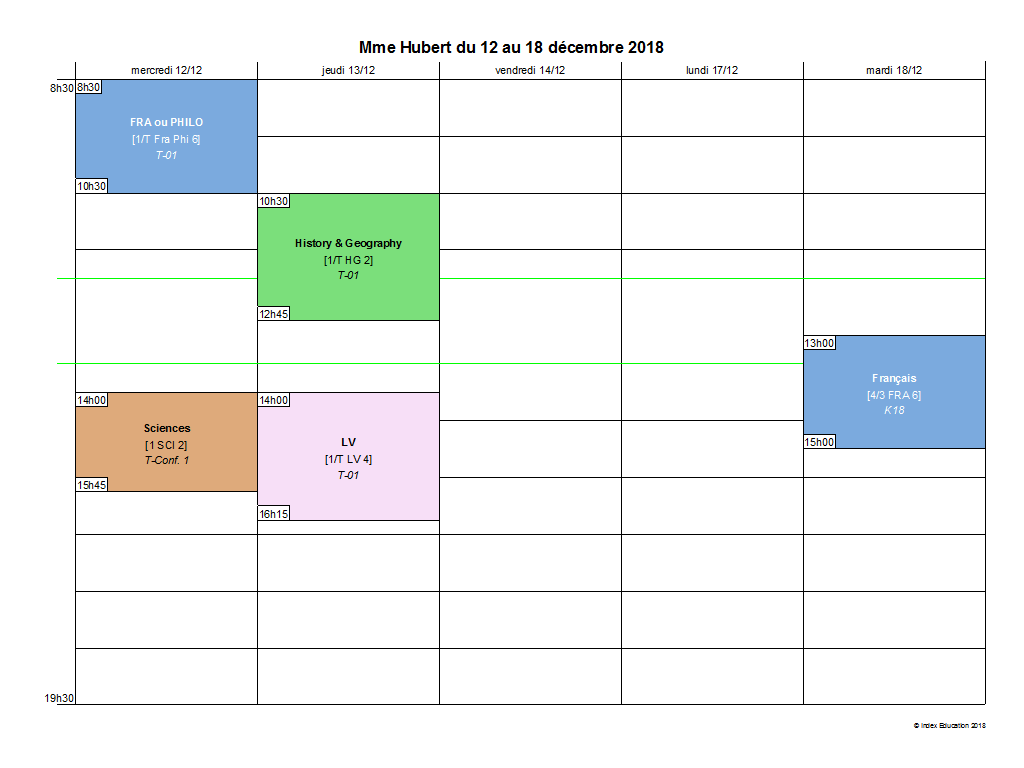 Mme Hubert du 12 au 18 décembre 2018
mercredi 12/12
jeudi 13/12
vendredi 14/12
lundi 17/12
mardi 18/12
8h30
8h30
FRA ou PHILO
[1/T Fra Phi 6]
T-01
10h30
10h30
History & Geography
[1/T HG 2]
T-01
12h45
13h00
Français
[4/3 FRA 6]
K18
15h00
14h00
Sciences
[1 SCI 2]
T-Conf. 1
15h45
14h00
LV
[1/T LV 4]
T-01
16h15
19h30
© Index Education 2018